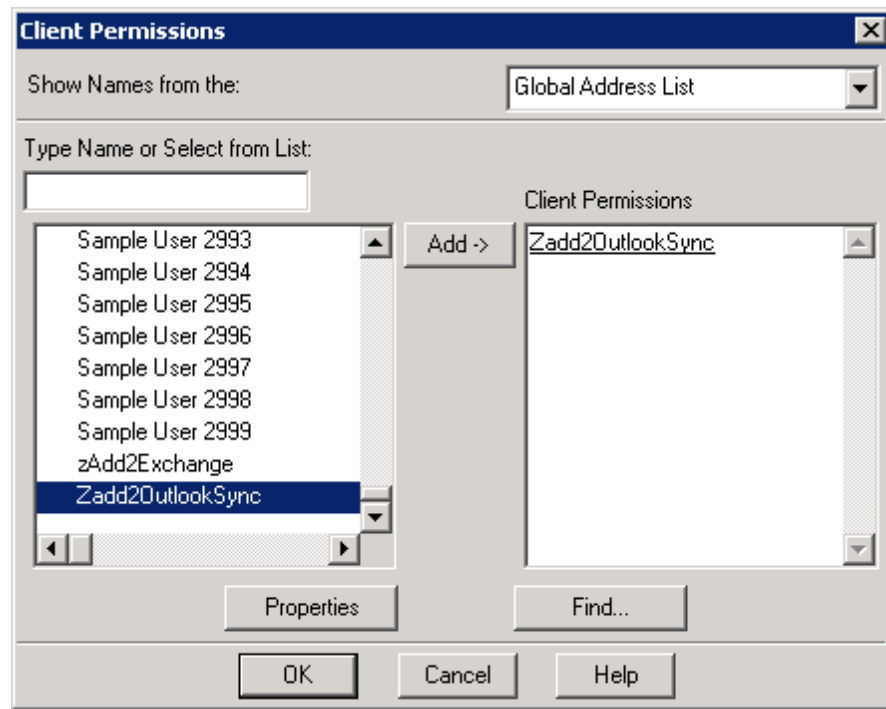 Client Permissions
Show Names from the:
Global Address List
Type Name or Select from List:
Client Permissions
Sample User 2993
Sample User 2994
Sample User 2995
Sample User 2996
Sample User 2997
Sample User 2998
Sample User 2999
zAdd2Exchange
Zadd2OutlookSync
Add ->
Zadd2OutlookSync
Properties
Find...
OK
Cancel
Help